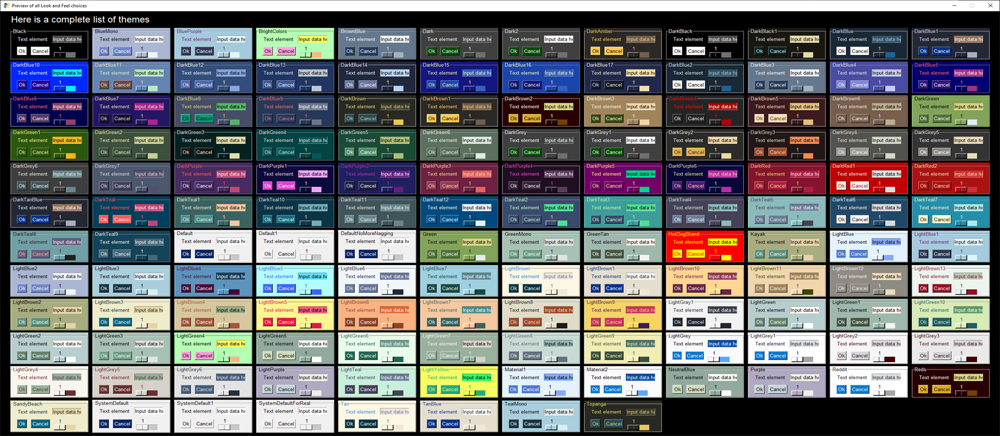 Preview of all Look and Feel choices
Here is a complete list of themes
Black
Text element Input data he
Ok Cancel 1
BlueMono
Text element Input data he
Ok Cancel 1
BluePurple
Text element Input data he
Ok Cancel 1
BrightColors
Text element Input data he
Ok Cancel 1
BrownBlue
Text element Input data he
Ok Cancel 1
Dark
Text element Input data he
Ok Cancel 1
Dark2
Text element Input data he
Ok Cancel 1
DarkAmber
Text element Input data he
Ok Cancel 1
DarkBlack
Text element Input data he
Ok Cancel 1
DarkBlack1
Text element Input data he
Ok Cancel 1
DarkBlue
Text element Input data he
Ok Cancel 1
DarkBlue1
Text element Input data he
Ok Cancel 1
DarkBlue10
Text element Input data he
Ok Cancel 1
DarkBlue11
Text element Input data he
Ok Cancel 1
DarkBlue12
Text element Input data he
Ok Cancel 1
DarkBlue13
Text element Input data he
Ok Cancel 1
DarkBlue14
Text element Input data he
Ok Cancel 1
DarkBlue15
Text element Input data he
Ok Cancel 1
DarkBlue16
Text element Input data he
Ok Cancel 1
DarkBlue17
Text element Input data he
Ok Cancel 1
DarkBlue2
Text element Input data he
Ok Cancel 1
DarkBlue3
Text element Input data he
Ok Cancel 1
DarkBlue4
Text element Input data he
Ok Cancel 1
DarkBlue5
Text element Input data he
Ok Cancel 1
DarkBlue6
Text element Input data he
Ok Cancel 1
DarkBlue7
Text element Input data he
Ok Cancel 1
DarkBlue8
Text element Input data he
Ok Cancel 1
DarkBlue9
Text element Input data he
Ok Cancel 1
DarkBrown
Text element Input data he
Ok Cancel 1
DarkBrown1
Text element Input data he
Ok Cancel 1
DarkBrown2
Text element Input data he
Ok Cancel 1
DarkBrown3
Text element Input data he
Ok Cancel 1
DarkBrown4
Text element Input data he
Ok Cancel 1
DarkBrown5
Text element Input data he
Ok Cancel 1
DarkBrown6
Text element Input data he
Ok Cancel 1
DarkGreen
Text element Input data he
Ok Cancel 1
DarkGreen1
Text element Input data he
Ok Cancel 1
DarkGreen2
Text element Input data he
Ok Cancel 1
DarkGreen3
Text element Input data he
Ok Cancel 1
DarkGreen4
Text element Input data he
Ok Cancel 1
DarkGreen5
Text element Input data he
Ok Cancel 1
DarkGreen6
Text element Input data he
Ok Cancel 1
DarkGrey
Text element Input data he
Ok Cancel 1
DarkGrey1
Text element Input data he
Ok Cancel 1
DarkGrey2
Text element Input data he
Ok Cancel 1
DarkGrey3
Text element Input data he
Ok Cancel 1
DarkGrey4
Text element Input data he
Ok Cancel 1
DarkGrey5
Text element Input data he
Ok Cancel 1
DarkGrey6
Text element Input data he
Ok Cancel 1
DarkGrey7
Text element Input data he
Ok Cancel 1
DarkPurple
Text element Input data he
Ok Cancel 1
DarkPurple1
Text element Input data he
Ok Cancel 1
DarkPurple2
Text element Input data he
Ok Cancel 1
DarkPurple3
Text element Input data he
Ok Cancel 1
DarkPurple4
Text element Input data he
Ok Cancel 1
DarkPurple5
Text element Input data he
Ok Cancel 1
DarkPurple6
Text element Input data he
Ok Cancel 1
DarkRed
Text element Input data he
Ok Cancel 1
DarkRed1
Text element Input data he
Ok Cancel 1
DarkRed2
Text element Input data he
Ok Cancel 1
DarkTanBlue
Text element Input data he
Ok Cancel 1
DarkTeal
Text element Input data he
Ok Cancel 1
DarkTeal1
Text element Input data he
Ok Cancel 1
DarkTeal10
Text element Input data he
Ok Cancel 1
DarkTeal11
Text element Input data he
Ok Cancel 1
DarkTeal12
Text element Input data he
Ok Cancel 1
DarkTeal2
Text element Input data he
Ok Cancel 1
DarkTeal3
Text element Input data he
Ok Cancel 1
DarkTeal4
Text element Input data he
Ok Cancel 1
DarkTeal5
Text element Input data he
Ok Cancel 1
DarkTeal6
Text element Input data he
Ok Cancel 1
DarkTeal7
Text element Input data he
Ok Cancel 1
DarkTeal8
Text element Input data he
Ok Cancel 1
DarkTeal9
Text element Input data he
Ok Cancel 1
Default
Text element Input data he
Ok Cancel 1
Default1
Text element Input data he
Ok Cancel 1
DefaultNoMoreNagging
Text element Input data he
Ok Cancel 1
Green
Text element Input data he
Ok Cancel 1
GreenMono
Text element Input data he
Ok Cancel 1
GreenTan
Text element Input data he
Ok Cancel 1
HotDogStand
Text element Input data he
Ok Cancel 1
Kayak
Text element Input data he
Ok Cancel 1
LightBlue
Text element Input data he
Ok Cancel 1
LightBlue1
Text element Input data he
Ok Cancel 1
LightBlue2
Text element Input data he
Ok Cancel 1
LightBlue3
Text element Input data he
Ok Cancel 1
LightBlue4
Text element Input data he
Ok Cancel 1
LightBlue5
Text element Input data he
Ok Cancel 1
LightBlue6
Text element Input data he
Ok Cancel 1
LightBlue7
Text element Input data he
Ok Cancel 1
LightBrown
Text element Input data he
Ok Cancel 1
LightBrown1
Text element Input data he
Ok Cancel 1
LightBrown10
Text element Input data he
Ok Cancel 1
LightBrown11
Text element Input data he
Ok Cancel 1
LightBrown12
Text element Input data he
Ok Cancel 1
LightBrown13
Text element Input data he
Ok Cancel 1
LightBrown2
Text element Input data he
Ok Cancel 1
LightBrown3
Text element Input data he
Ok Cancel 1
LightBrown4
Text element Input data he
Ok Cancel 1
LightBrown5
Text element Input data he
Ok Cancel 1
LightBrown6
Text element Input data he
Ok Cancel 1
LightBrown7
Text element Input data he
Ok Cancel 1
LightBrown8
Text element Input data he
Ok Cancel 1
LightBrown9
Text element Input data he
Ok Cancel 1
LightGray1
Text element Input data he
Ok Cancel 1
LightGreen
Text element Input data he
Ok Cancel 1
LightGreen1
Text element Input data he
Ok Cancel 1
LightGreen10
Text element Input data he
Ok Cancel 1
LightGreen2
Text element Input data he
Ok Cancel 1
LightGreen3
Text element Input data he
Ok Cancel 1
LightGreen4
Text element Input data he
Ok Cancel 1
LightGreen5
Text element Input data he
Ok Cancel 1
LightGreen6
Text element Input data he
Ok Cancel 1
LightGreen7
Text element Input data he
Ok Cancel 1
LightGreen8
Text element Input data he
Ok Cancel 1
LightGreen9
Text element Input data he
Ok Cancel 1
LightGrey
Text element Input data he
Ok Cancel 1
LightGrey1
Text element Input data he
Ok Cancel 1
LightGrey2
Text element Input data he
Ok Cancel 1
LightGrey3
Text element Input data he
Ok Cancel 1
LightGrey4
Text element Input data he
Ok Cancel 1
LightGrey5
Text element Input data he
Ok Cancel 1
LightGrey6
Text element Input data he
Ok Cancel 1
LightPurple
Text element Input data he
Ok Cancel 1
LightTeal
Text element Input data he
Ok Cancel 1
LightYellow
Text element Input data he
Ok Cancel 1
Material1
Text element Input data he
Ok Cancel 1
Material2
Text element Input data he
Ok Cancel 1
NeutralBlue
Text element Input data he
Ok Cancel 1
Purple
Text element Input data he
Ok Cancel 1
Reddit
Text element Input data he
Ok Cancel 1
Reds
Text element Input data he
Ok Cancel 1
SandyBeach
Text element Input data he
Ok Cancel 1
SystemDefault
Text element Input data he
Ok Cancel 1
SystemDefault1
Text element Input data he
Ok Cancel 1
SystemDefaultForReal
Text element Input data he
Ok Cancel 1
Tan
Text element Input data he
Ok Cancel 1
TanBlue
Text element Input data he
Ok Cancel 1
TealMono
Text element Input data he
Ok Cancel 1
Topanga
Text element Input data he
Ok Cancel 1